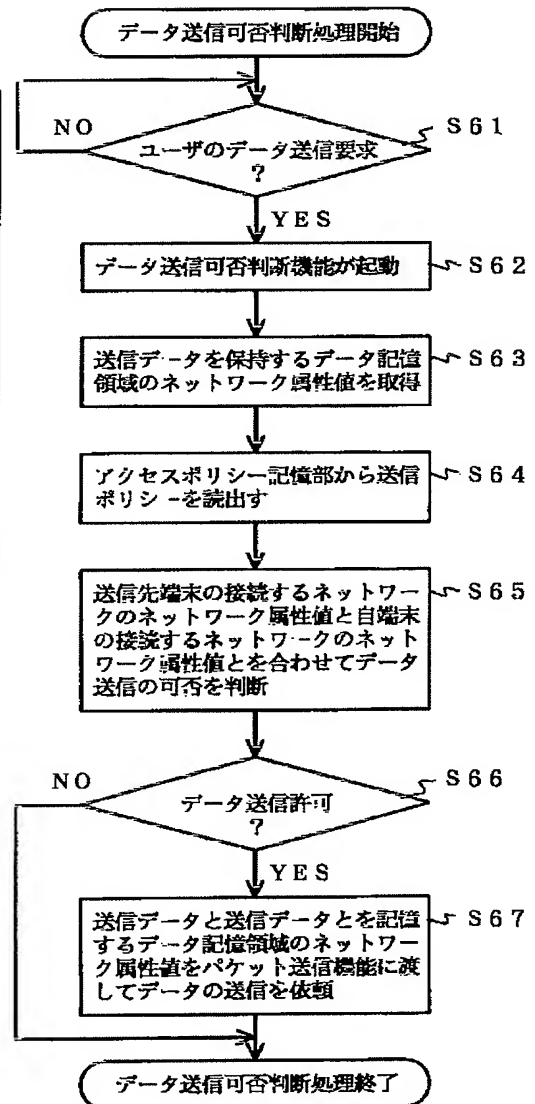 データ送信可否判断処理開始
NO
S61
ユーザのデータ送信要求
?
YES
データ送信可否判断機能が起動
S62
送信データを保持するデータ記憶
S63
領域のネットワーク属性値を取得
アクセスポリシー記憶部から送信
S64
ポリシーを読出す
送信先端末の接続するネットワー
S65
クのネットワーク属性値と自端末
の接続するネットワークのネット
ワーク属性値とを合わせてデータ
送信の可否を判断
NO
S66
データ送信許可
?
YES
送信データと送信データとを記憶
S67
するデータ記憶領域のネットワー
ク属性値をパケット送信機能に渡
してデータの送信を依頼
データ送信可否判断処理終了